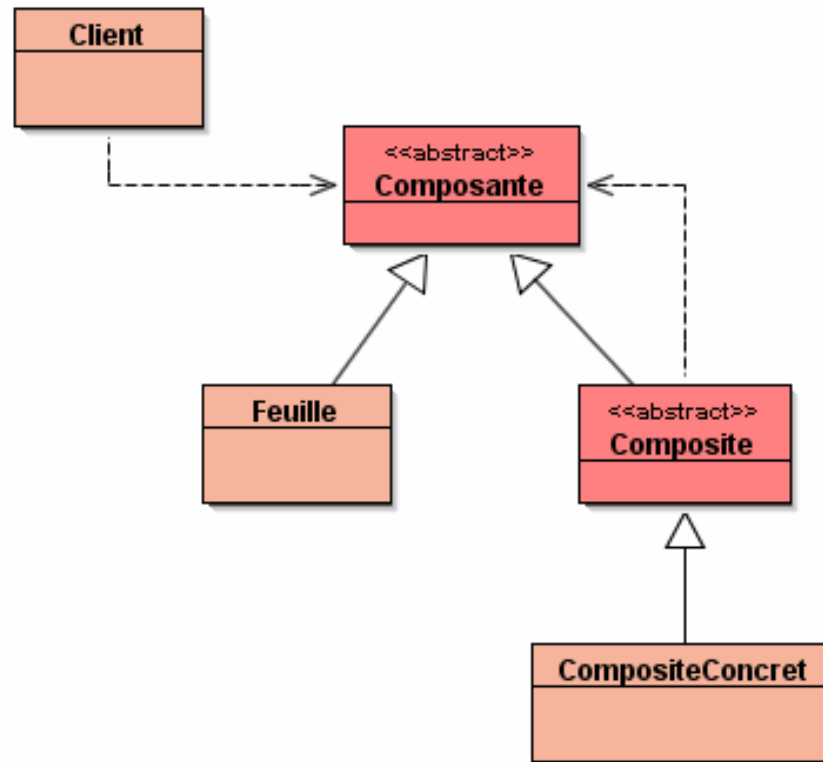 Client
<<abstract>>
Composante
Feuille
<<abstract>>
Composite
CompositeConcret